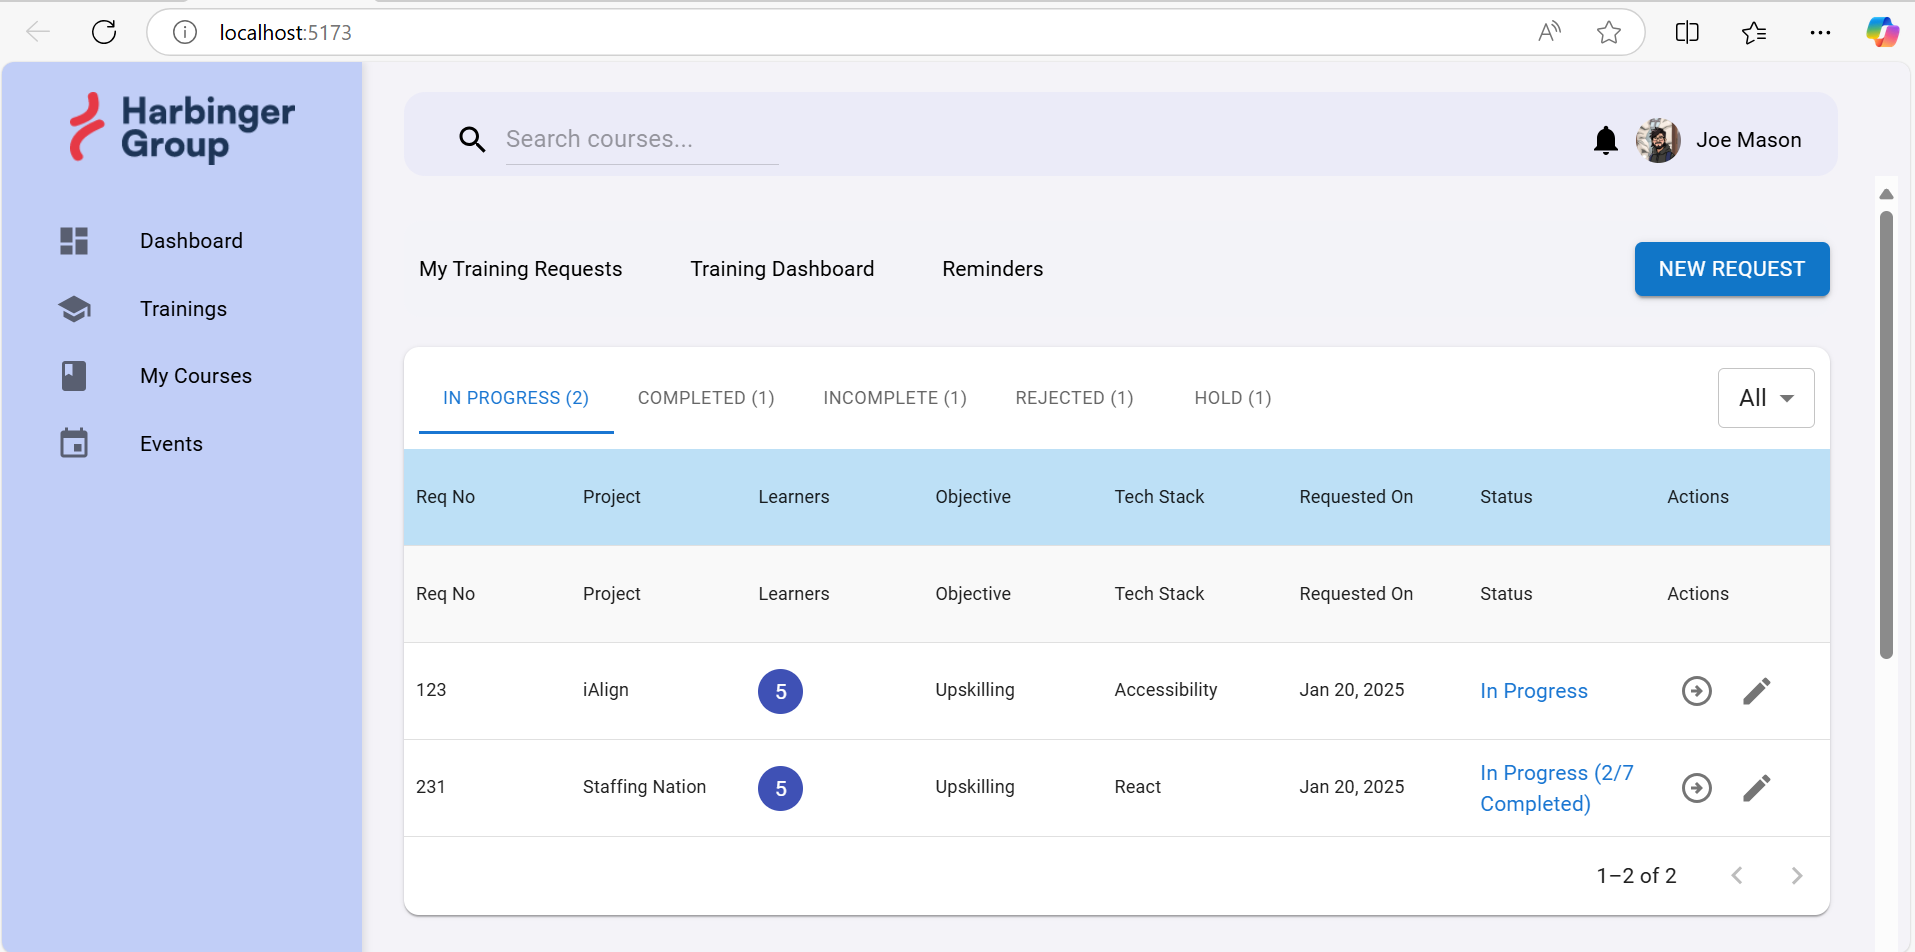 localhost:5173
Harbinger
Group
Search courses...
Joe Mason
Dashboard
Trainings
My Courses
Events
My Training Requests Training Dashboard Reminders NEW REQUEST
IN PROGRESS (2) COMPLETED (1) INCOMPLETE (1) REJECTED (1) HOLD (1) All
Req No Project Learners Objective Tech Stack Requested On Status Actions
Req No Project Learners Objective Tech Stack Requested On Status Actions
123 iAlign 5 Upskilling Accessibility Jan 20, 2025 In Progress
231 Staffing Nation 5 Upskilling React Jan 20, 2025 In Progress (2/7
Completed)
1–2 of 2